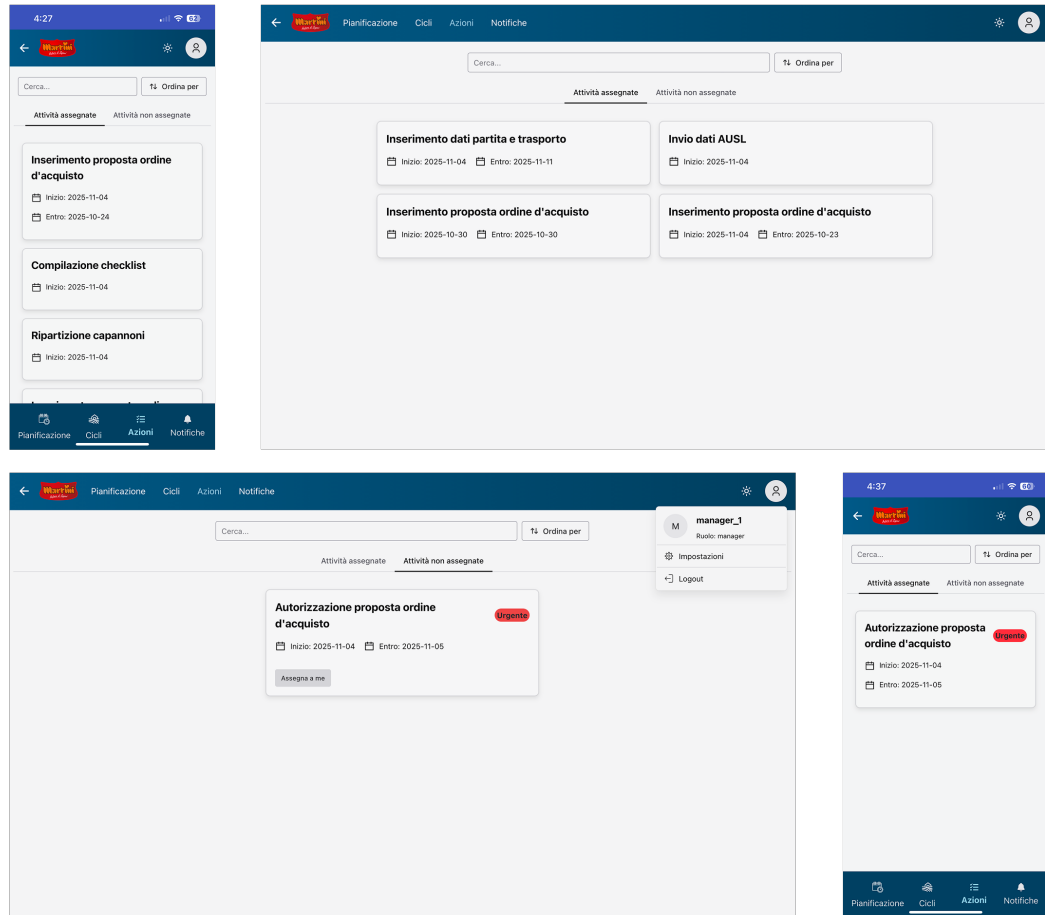 4:27
62
Martini
Cerca...
Ordina per
Attività assegnate
Attività non assegnate
Inserimento proposta ordine
d'acquisto
Inizio: 2025-11-04
Entro: 2025-10-24
Compilazione checklist
Inizio: 2025-11-04
Ripartizione capannoni
Inizio: 2025-11-04
Pianificazione
Cicli
Azioni
Notifiche
Martini
Pianificazione
Cicli
Azioni
Notifiche
Cerca...
Ordina per
Attività assegnate
Attività non assegnate
Inserimento dati partita e trasporto
Inizio: 2025-11-04
Entro: 2025-11-11
Invio dati AUSL
Inizio: 2025-11-04
Inserimento proposta ordine d'acquisto
Inizio: 2025-10-30
Entro: 2025-10-30
Inserimento proposta ordine d'acquisto
Inizio: 2025-11-04
Entro: 2025-10-23
Martini
Pianificazione
Cicli
Azioni
Notifiche
Cerca...
Ordina per
M
manager_1
Ruolo: manager
Impostazioni
Logout
Attività assegnate
Attività non assegnate
Autorizzazione proposta ordine
d'acquisto
Urgente
Inizio: 2025-11-04
Entro: 2025-11-05
Assegna a me
4:37
Martini
Cerca...
Ordina per
Attività assegnate
Attività non assegnate
Autorizzazione proposta
ordine d'acquisto
Urgente
Inizio: 2025-11-04
Entro: 2025-11-05
Pianificazione
Cicli
Azioni
Notifiche